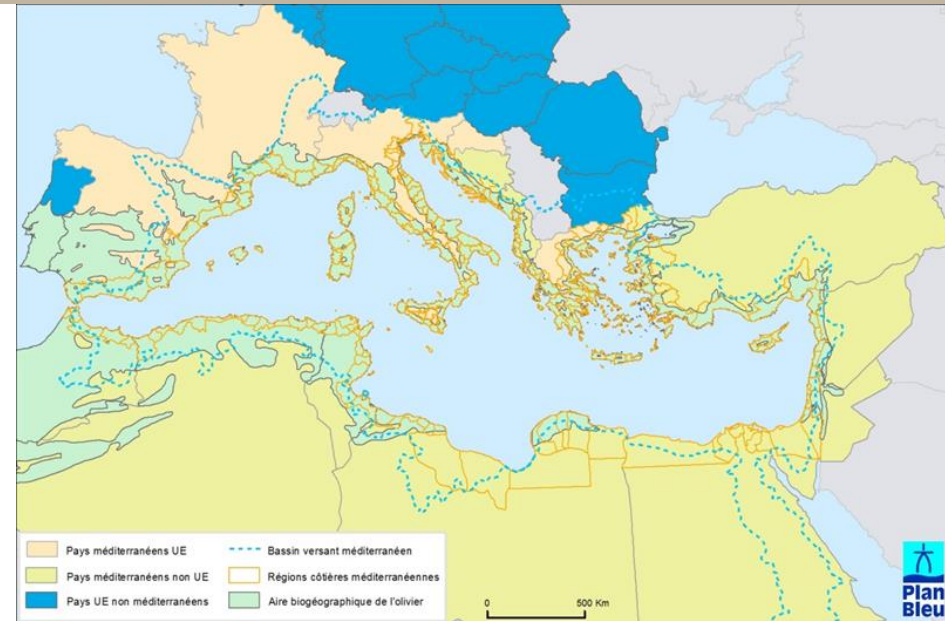 Pays méditerranéens UE
Bassin versant méditerranéen
Pays méditerranéens non UE
Régions côtières méditerranéennes
Pays UE non méditerranéens
Aire biogéographique de l'olivier
0 500 Km
Plan
Bleu